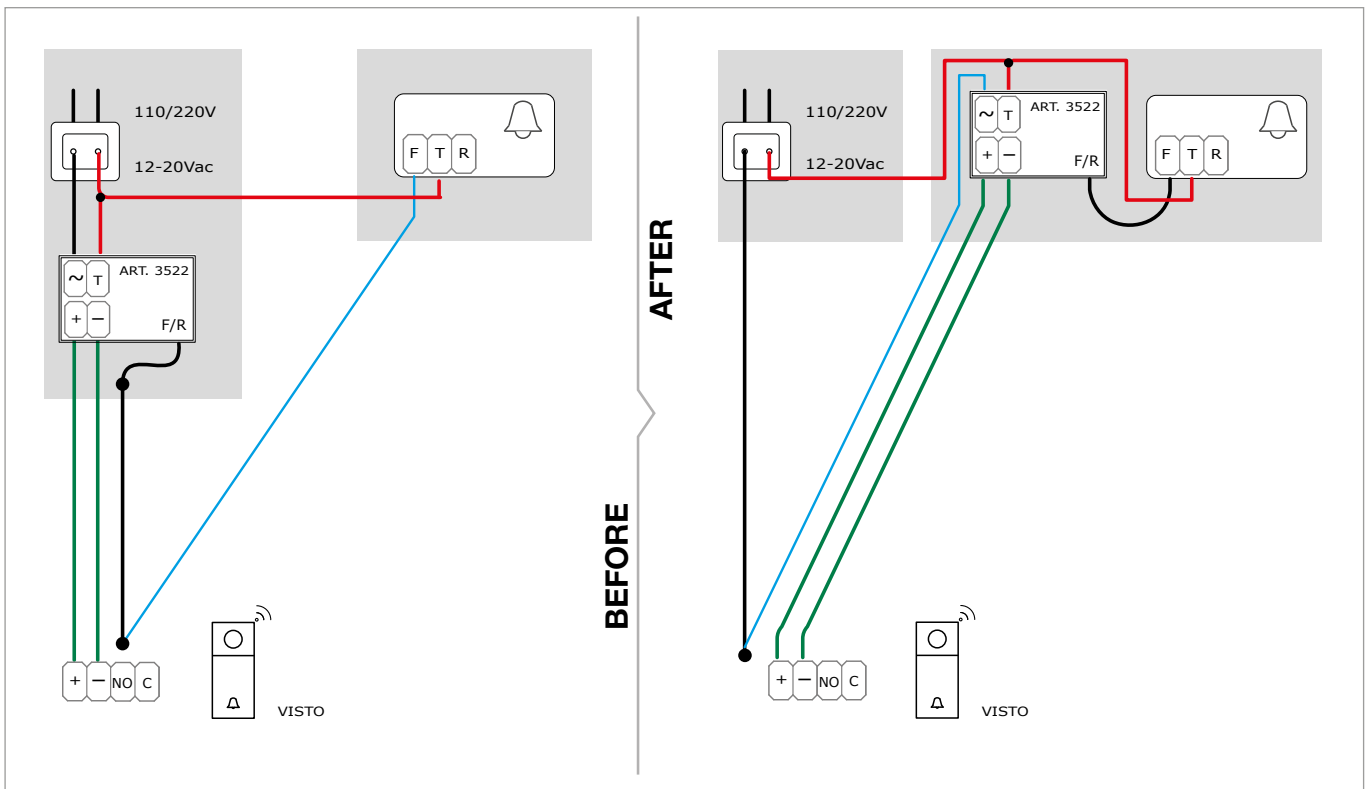 110/220V
12-20Vac
F T R
~ T
ART. 3522
+ −
F/R
+ − NO C
VISTO
BEFORE
AFTER
110/220V
12-20Vac
~ T
ART. 3522
+ −
F/R
F T R
+ − NO C
VISTO